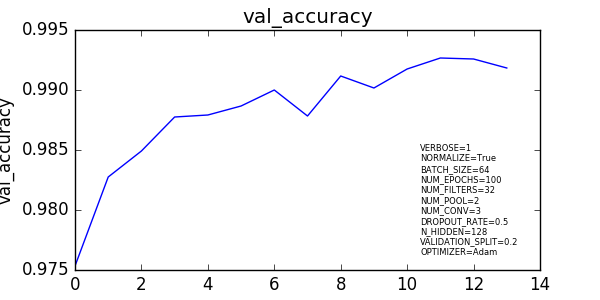 val_accuracy
0.995
0.990
0.985
0.980
0.975
val_accuracy
VERBOSE=1
NORMALIZE=True
BATCH_SIZE=64
NUM_EPOCHS=100
NUM_FILTERS=32
NUM_POOL=2
NUM_CONV=3
DROPOUT_RATE=0.5
N_HIDDEN=128
VALIDATION_SPLIT=0.2
OPTIMIZER=Adam
0 2 4 6 8 10 12 14